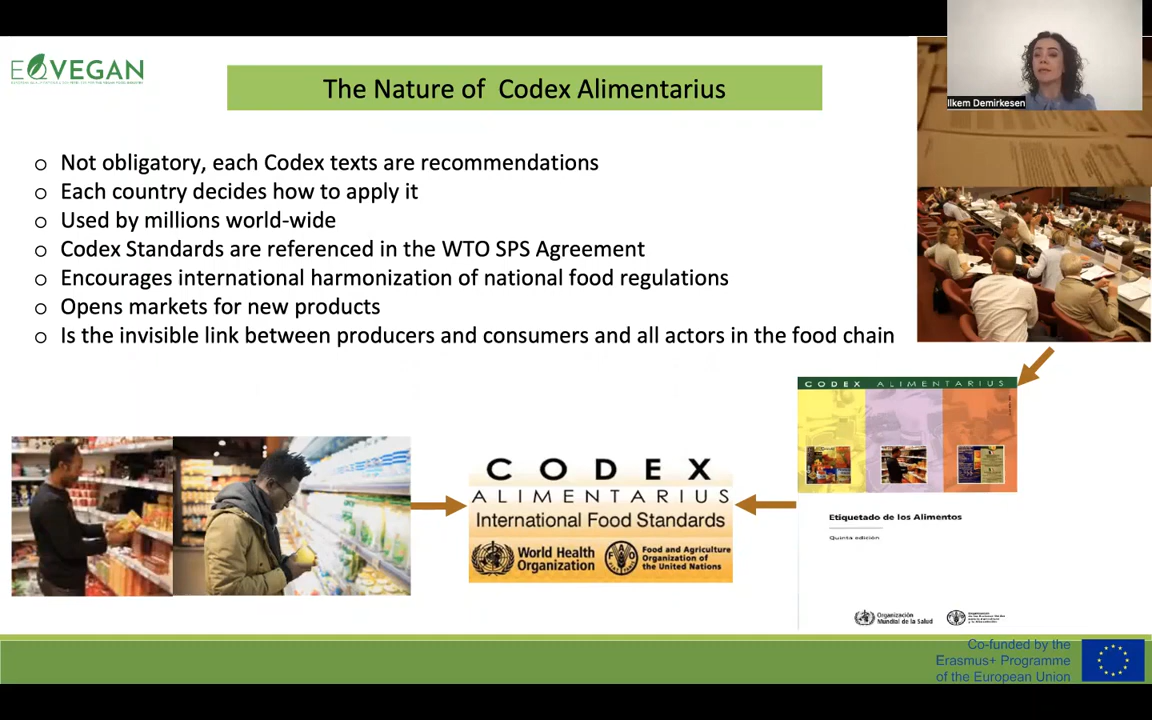 EQVEGAN
The Nature of Codex Alimentarius
Ilkem Demirkesen
o Not obligatory, each Codex texts are recommendations
o Each country decides how to apply it
o Used by millions world-wide
o Codex Standards are referenced in the WTO SPS Agreement
o Encourages international harmonization of national food regulations
o Opens markets for new products
o Is the invisible link between producers and consumers and all actors in the food chain
CODEX ALIMENTARIUS
Etiquetado de los Alimentos
Quinta edición
Organización
Mundial de la Salud
CODEX
ALIMENTARIUS
International Food Standards
World Health
Organization
Food and Agriculture
Organization of
the United Nations
Co-funded by the
Erasmus+ Programme
of the European Union